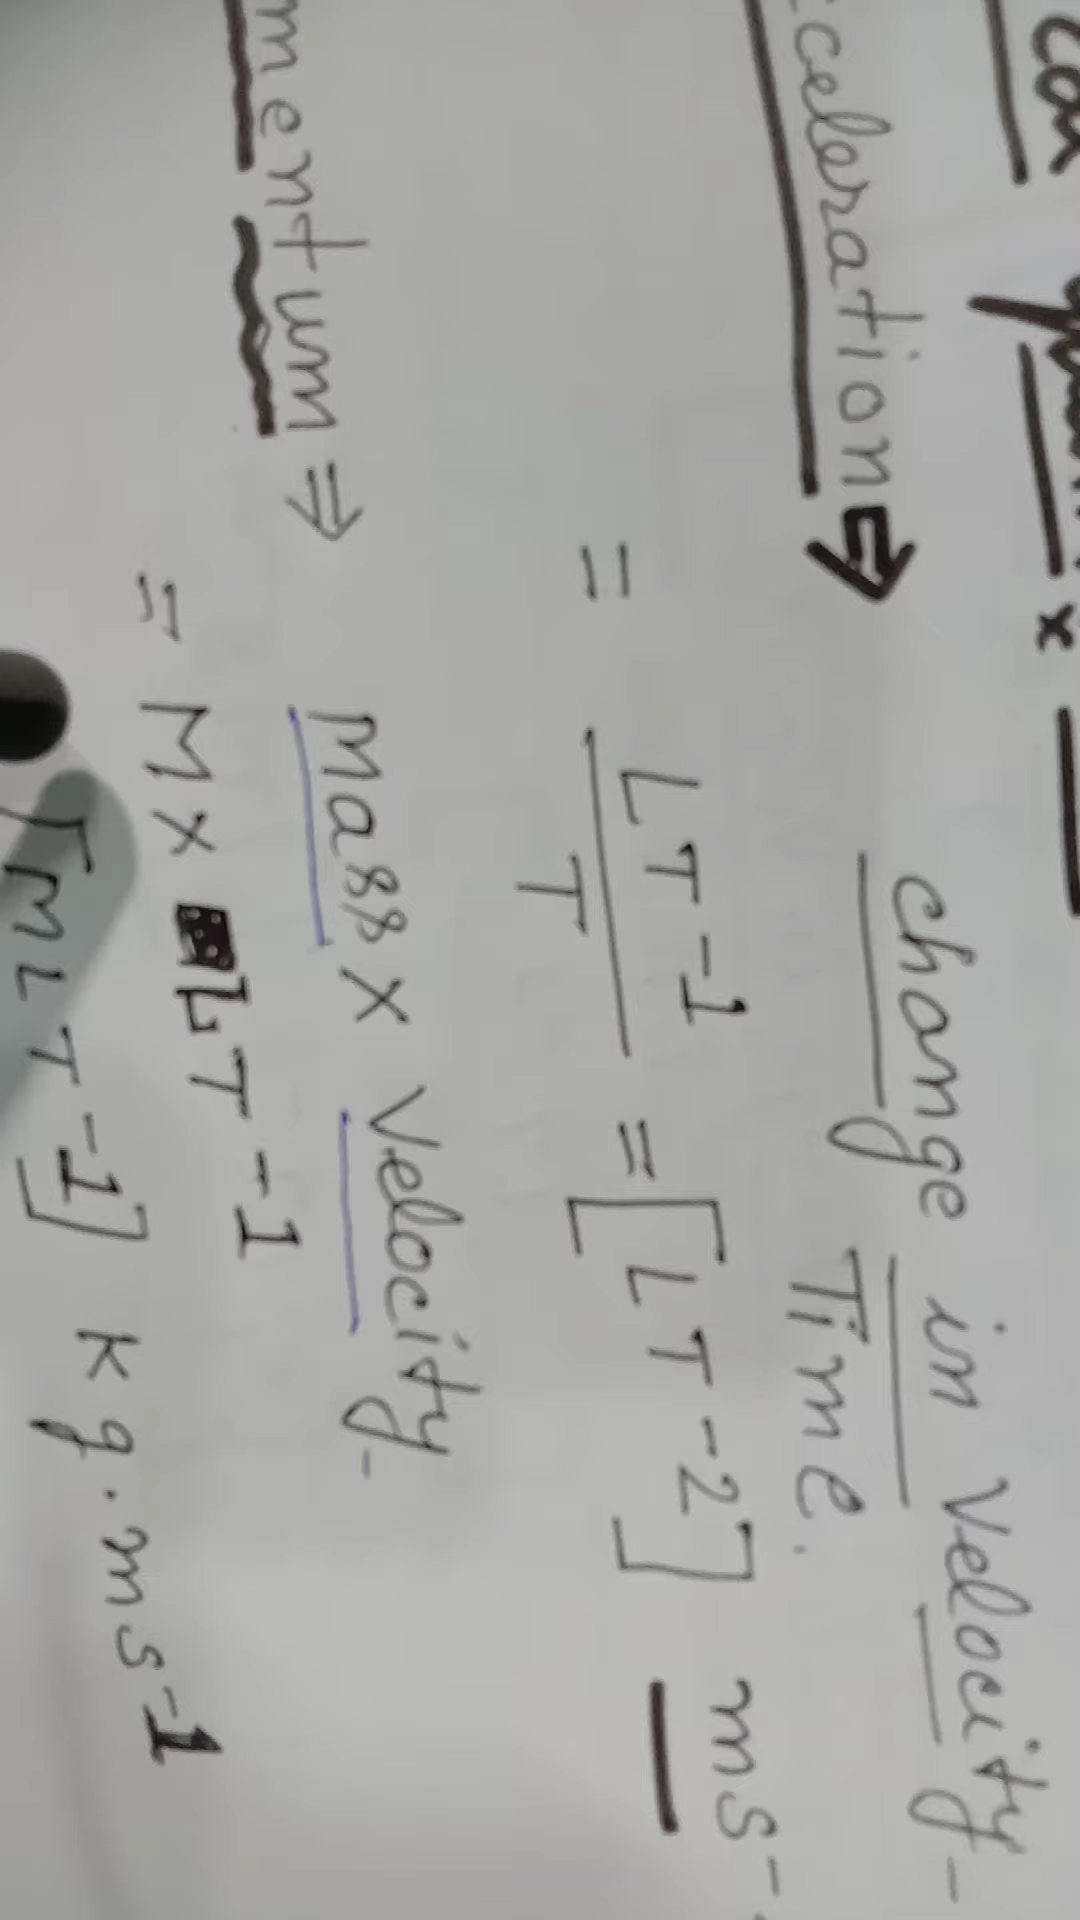 cceleration ⇒ change in Velocity
Time.
= LT-1 / T = [LT-2] ms-
mentum ⇒ Mass x Velocity
= M x LT-1
[MLT-1] kg.ms-1